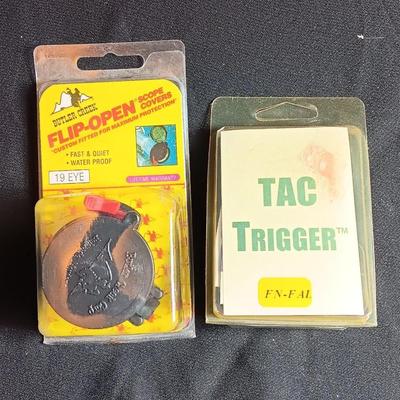 BUTLER CREEK
FLIP-OPEN SCOPE COVERS
"CUSTOM FITTED FOR MAXIMUM PROTECTION"
• FAST & QUIET
• WATER PROOF
19 EYE
LIFETIME WARRANTY
TAC
TRIGGER™
FN-FAL